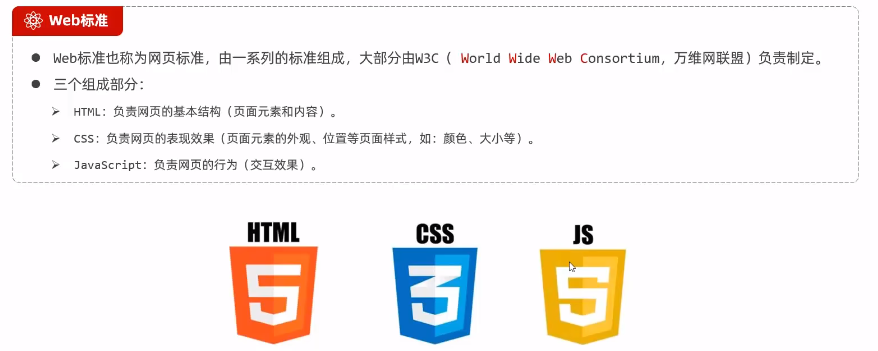 Web标准
Web标准也称为网页标准，由一系列的标准组成，大部分由W3C（ World Wide Web Consortium，万维网联盟）负责制定。
三个组成部分：
HTML：负责网页的基本结构（页面元素和内容）。
CSS：负责网页的表现效果（页面元素的外观、位置等页面样式，如：颜色、大小等）。
JavaScript：负责网页的行为（交互效果）。
HTML CSS JS
5 3 5